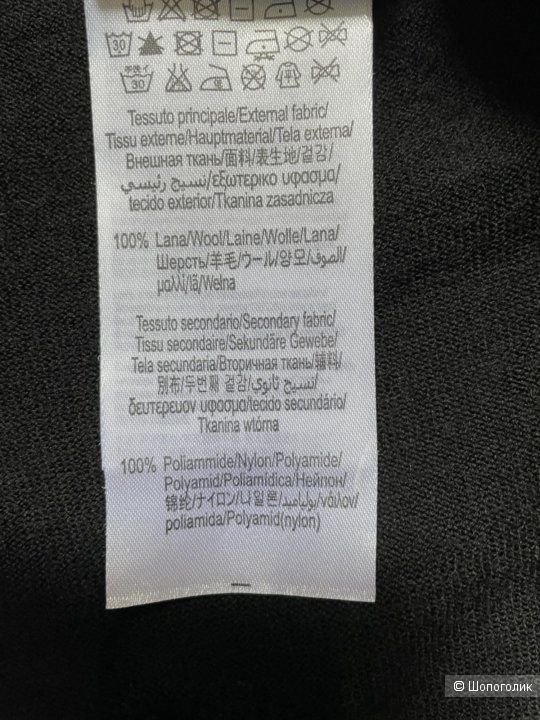 30
手洗イ
30
Tessuto principale/External fabric/
Tissu externe/Hauptmaterial/Tela externa/
Внешная ткань/面料/表生地/겉감/
نسيج رئيسي/εξωτερικο υφασμα/
tecido exterior/Tkanina zasadnicza
100% Lana/Wool/Laine/Wolle/Lana/
Шерсть/羊毛/ウール/양모/الصوف/
μαλλί/lã/Wełna
Tessuto secondario/Secondary fabric/
Tissu secondaire/Sekundäre Gewebe/
Tela secundaria/Вторичная ткань/辅料/
別布/두번째 겉감/نسيج ثانوي/
δευτερευον υφασμα/tecido secundário/
Tkanina wtórna
100% Poliammide/Nylon/Polyamide/
Polyamid/Poliamídica/Нейлон/
锦纶/ナイロン/나일론/بولياميد/νάιλον/
poliamida/Polyamid(nylon)
© Шопоголик